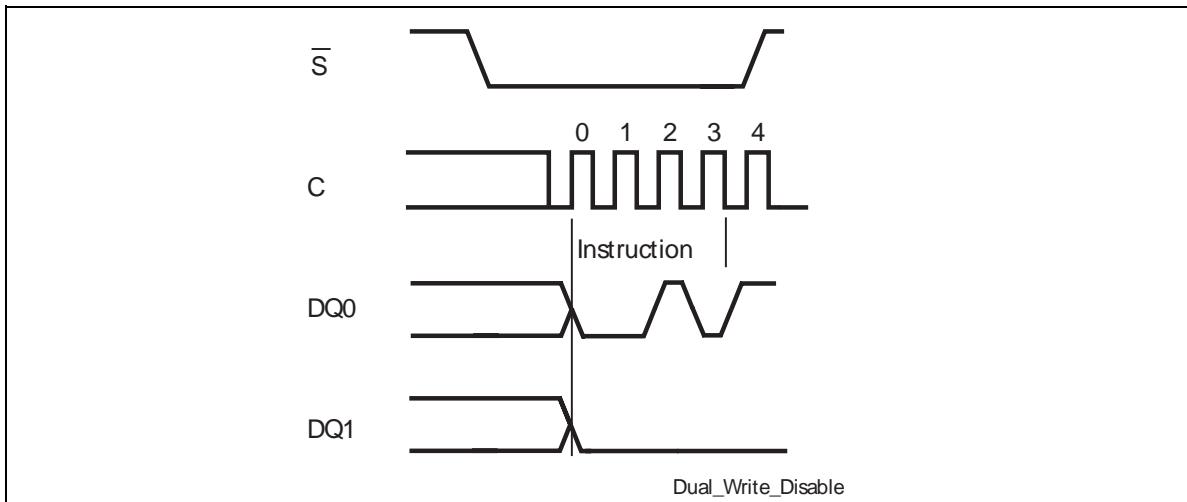 S̅
0 1 2 3 4
C
Instruction
DQ0
DQ1
Dual_Write_Disable